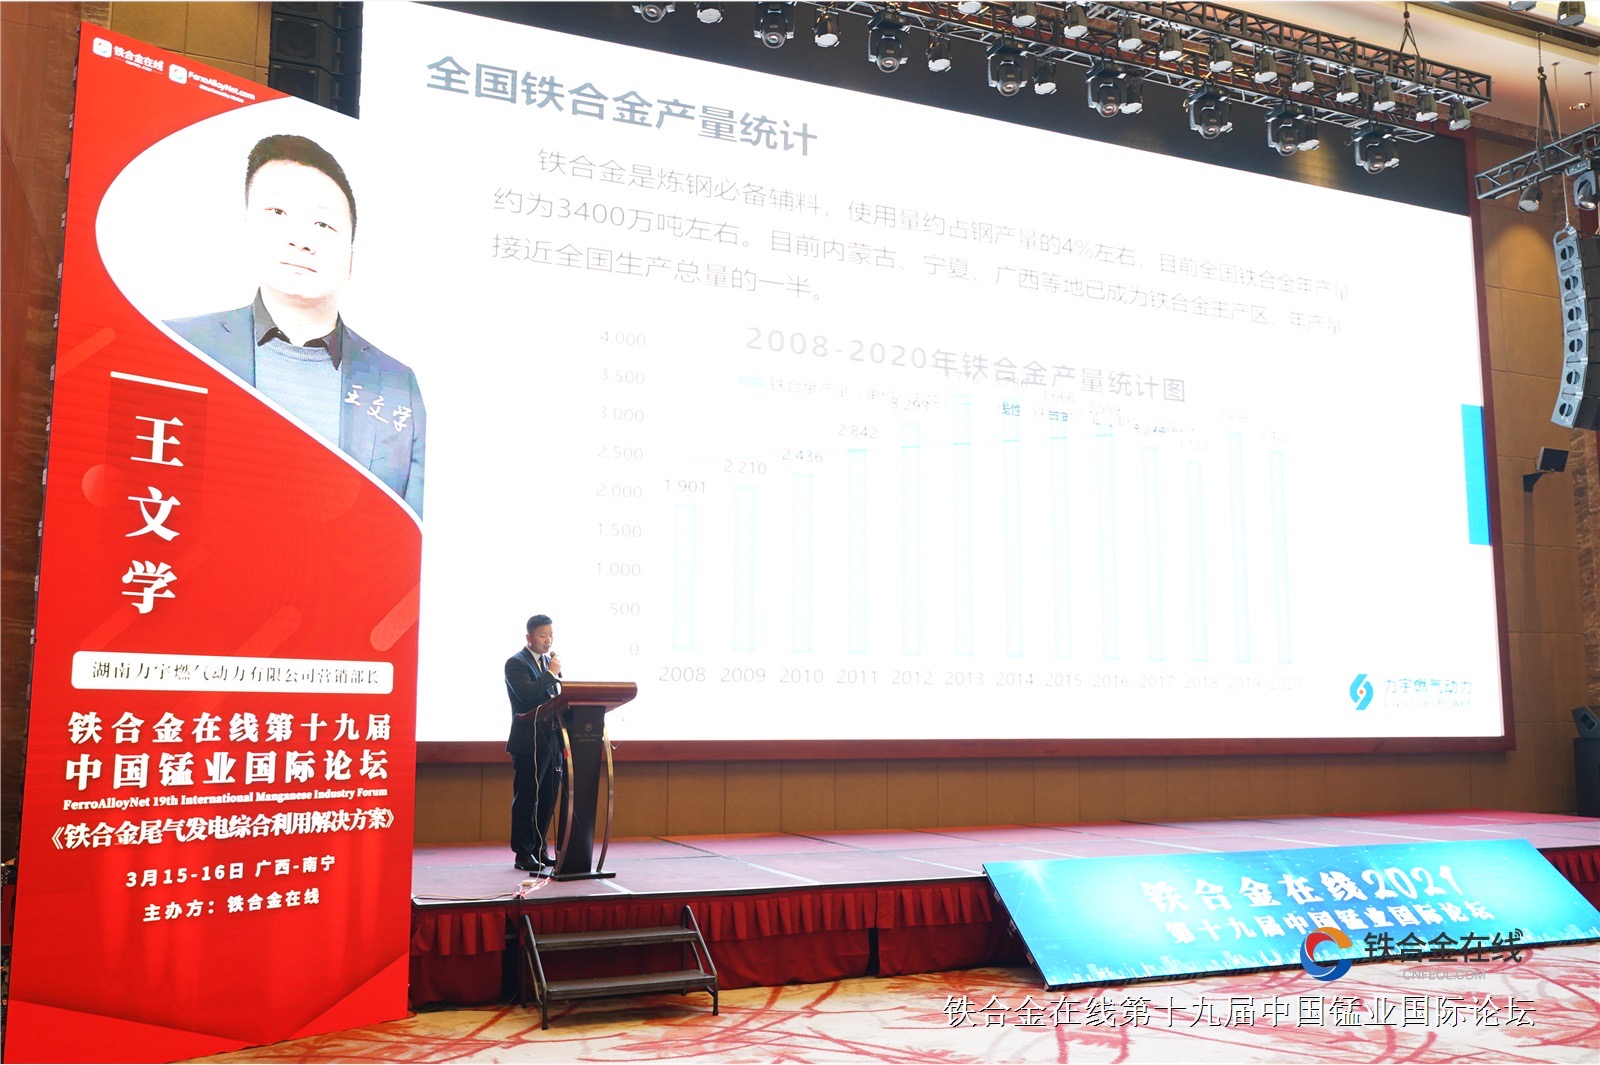 铁合金在线
FerroAlloyNet.com
王文学
王文学
湖南力宇燃气动力有限公司营销部长
铁合金在线第十九届
中国锰业国际论坛
FerroAlloyNet 19th International Manganese Industry Forum
《铁合金尾气发电综合利用解决方案》
3月15-16日 广西-南宁
主办方：铁合金在线
全国铁合金产量统计
铁合金是炼钢必备辅料，使用量约占钢产量的4%左右，目前全国铁合金年产量
约为3400万吨左右。目前内蒙古、宁夏、广西等地已成为铁合金主产区，年产量
接近全国生产总量的一半。
2008-2020年铁合金产量统计图
4.000
3.500
3.000
2.500
2.000
1.500
1.000
500
0
1,901
2,210
2,436
2,842
3,293
3,666
3,559
2008 2009 2010 2011 2012 2013 2014 2015 2016 2017 2018 2019 2020
力宇燃气动力
铁合金在线2021
第十九届中国锰业国际论坛
铁合金在线
CNFEOL.COM
铁合金在线第十九届中国锰业国际论坛